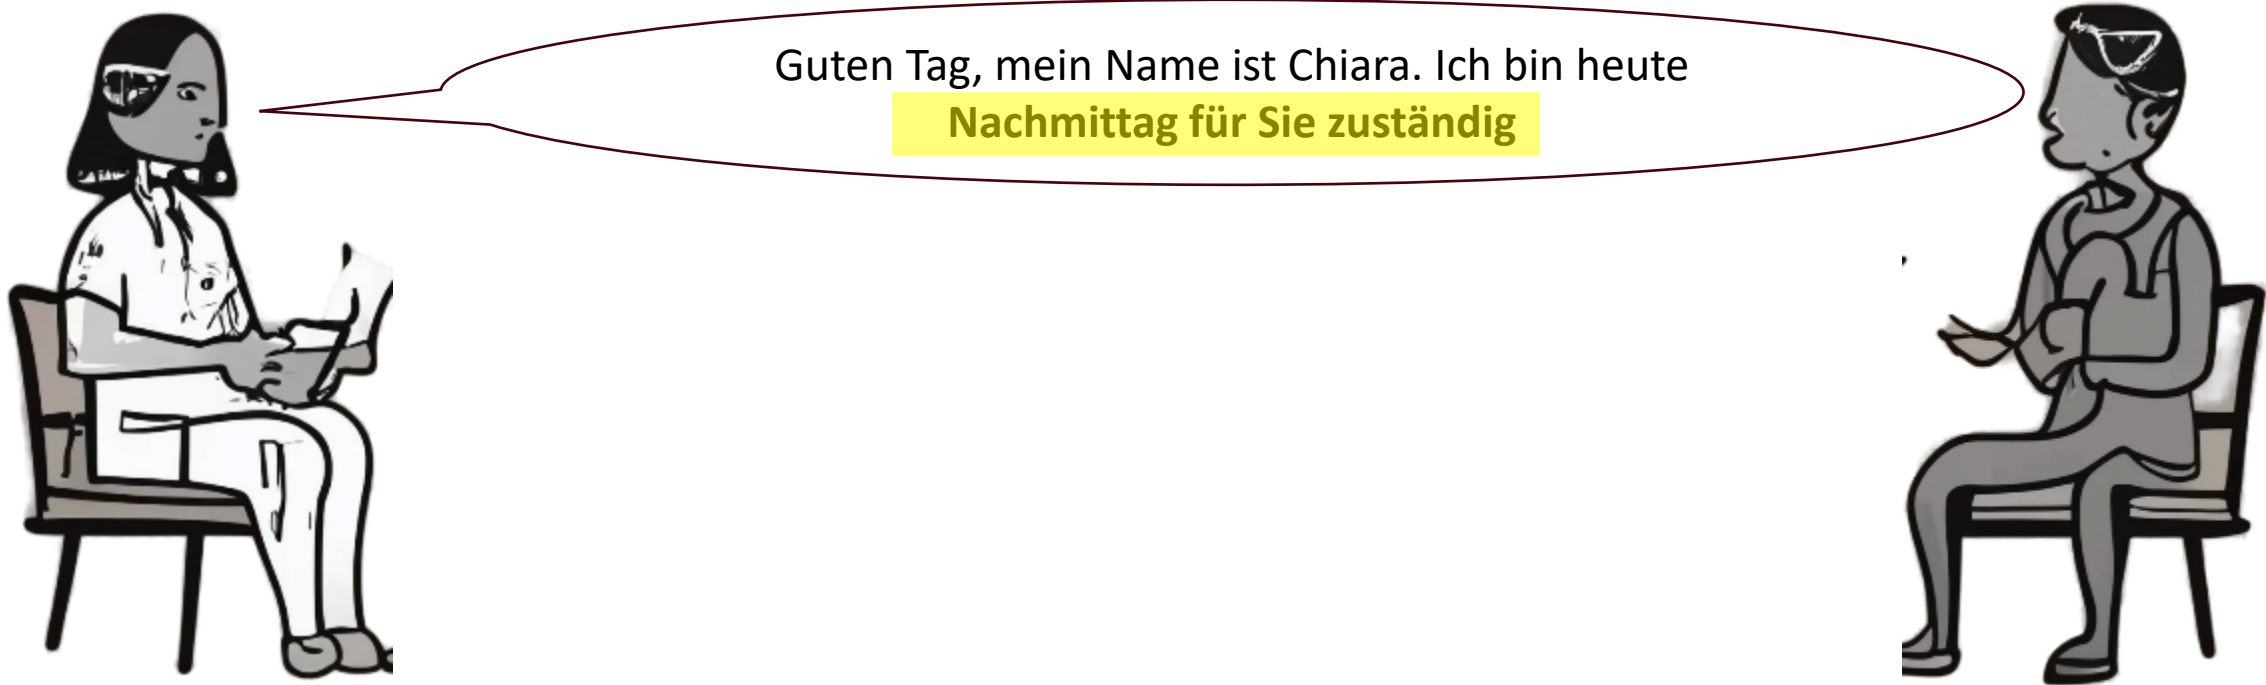 Guten Tag, mein Name ist Chiara. Ich bin heute
Nachmittag für Sie zuständig